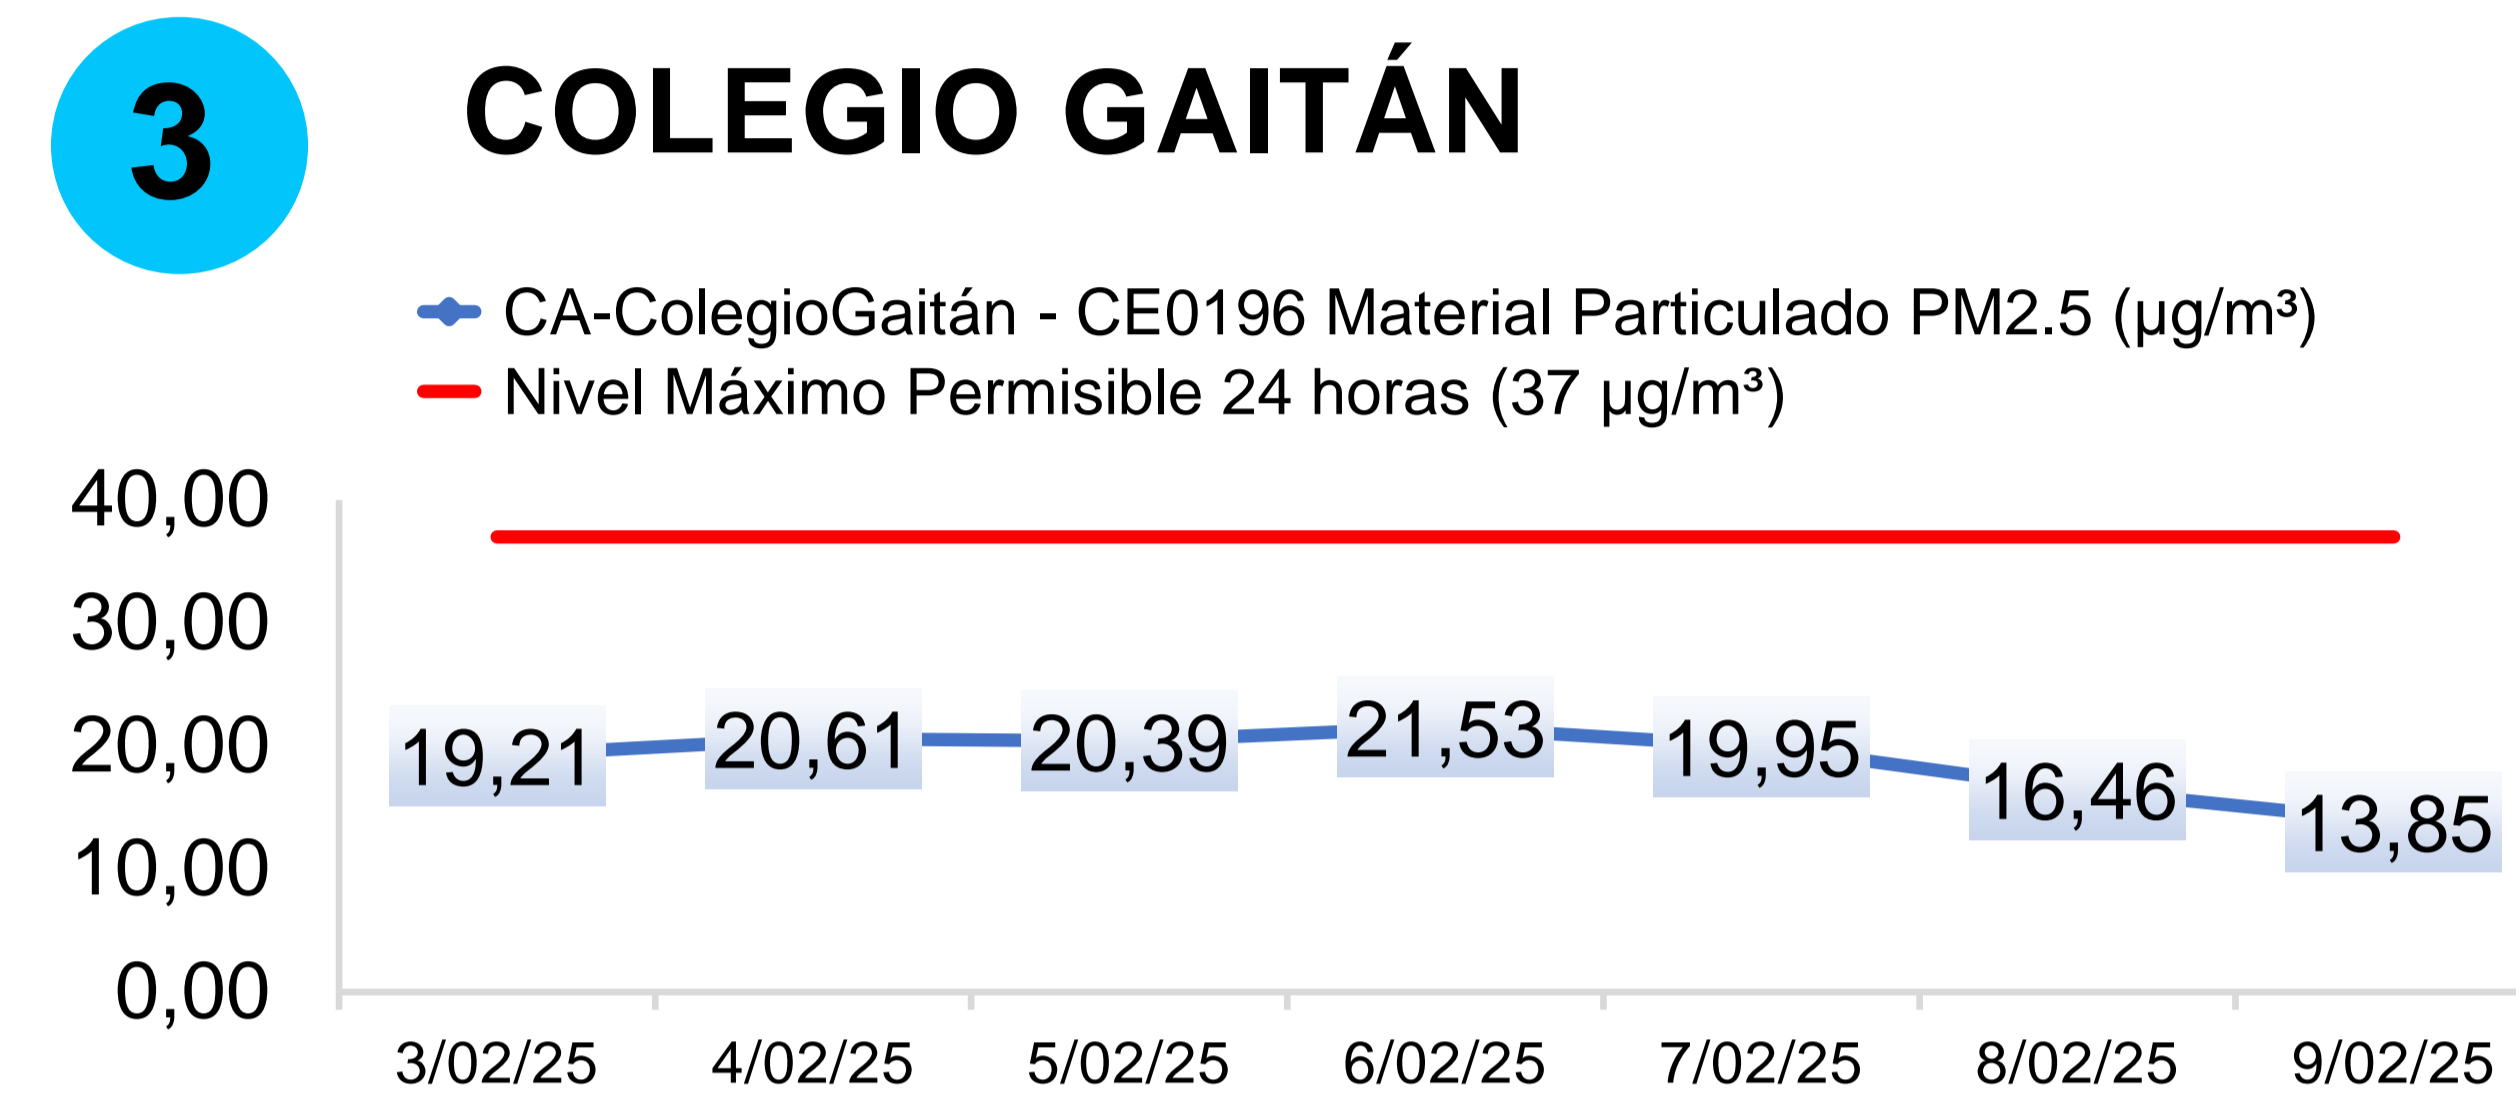 3
COLEGIO GAITÁN
CA-ColegioGaitán - CE0196 Material Particulado PM2.5 (µg/m³)
Nivel Máximo Permisible 24 horas (37 µg/m³)
40,00
30,00
20,00
10,00
0,00
19,21 20,61 20,39 21,53 19,95 16,46 13,85
3/02/25 4/02/25 5/02/25 6/02/25 7/02/25 8/02/25 9/02/25